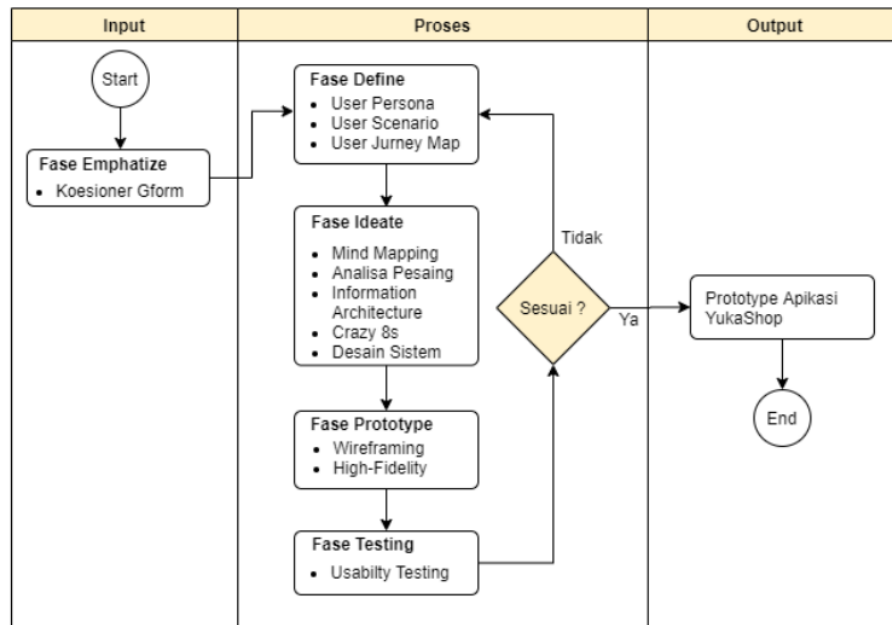 Input
Proses
Output
Start
Fase Emphatize
• Koesioner Gform
Fase Define
• User Persona
• User Scenario
• User Jurney Map
Fase Ideate
• Mind Mapping
• Analisa Pesaing
• Information
Architecture
• Crazy 8s
• Desain Sistem
Fase Prototype
• Wireframing
• High-Fidelity
Fase Testing
• Usabilty Testing
Tidak
Sesuai ?
Ya
Prototype Apikasi
YukaShop
End